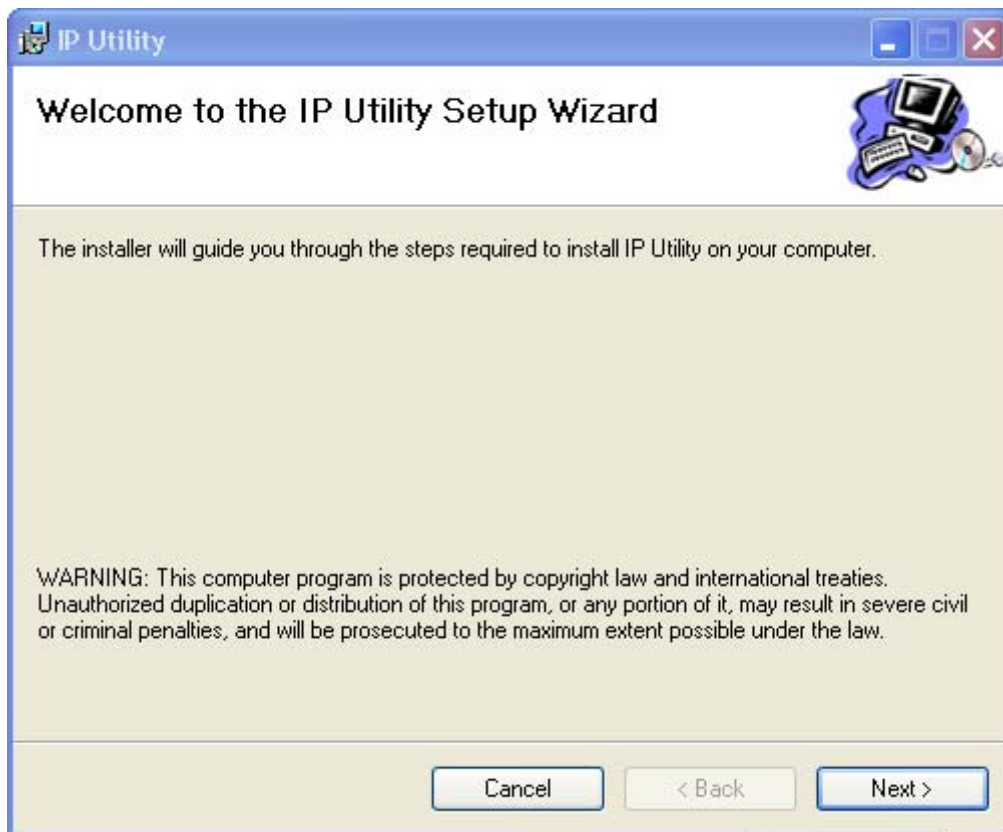 IP Utility
Welcome to the IP Utility Setup Wizard
The installer will guide you through the steps required to install IP Utility on your computer.
WARNING: This computer program is protected by copyright law and international treaties.
Unauthorized duplication or distribution of this program, or any portion of it, may result in severe civil
or criminal penalties, and will be prosecuted to the maximum extent possible under the law.
Cancel
< Back
Next >